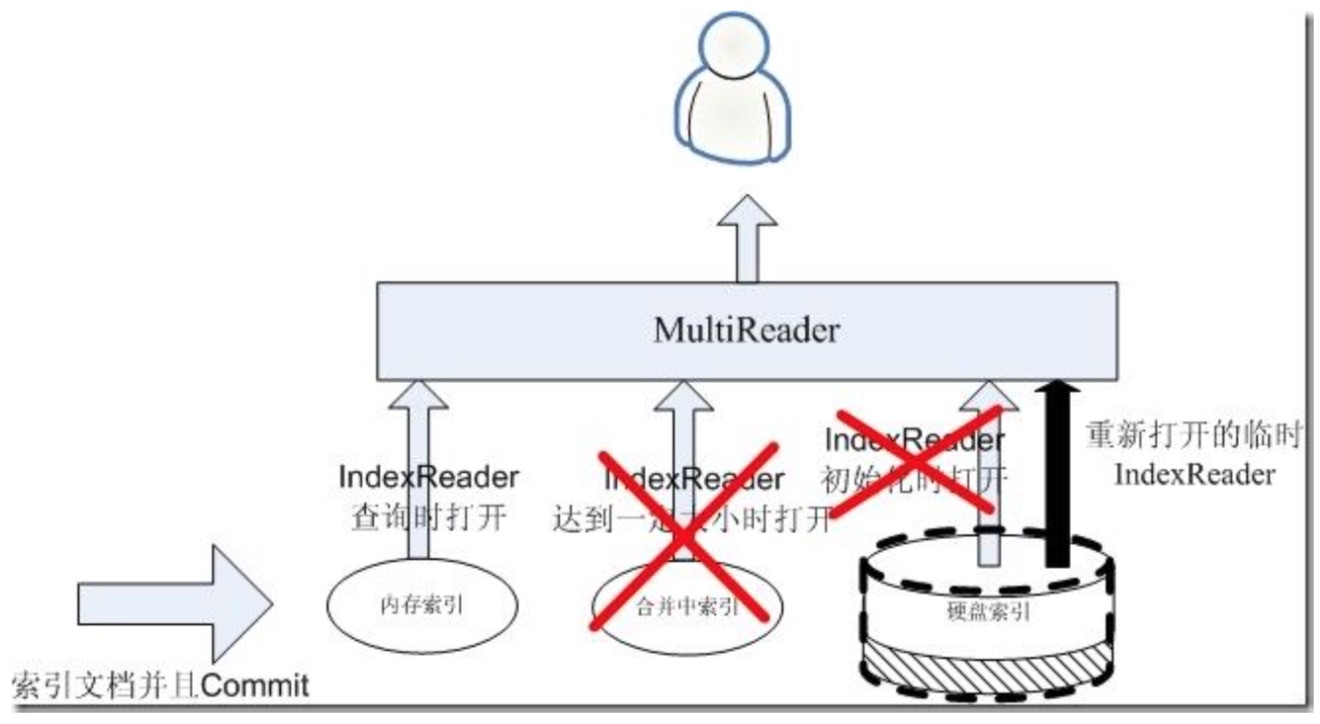 MultiReader
IndexReader
查询时打开
IndexReader
达到一定大小时打开
IndexReader
初始化时打开
重新打开的临时
IndexReader
内存索引
合并中索引
硬盘索引
索引文档并且Commit